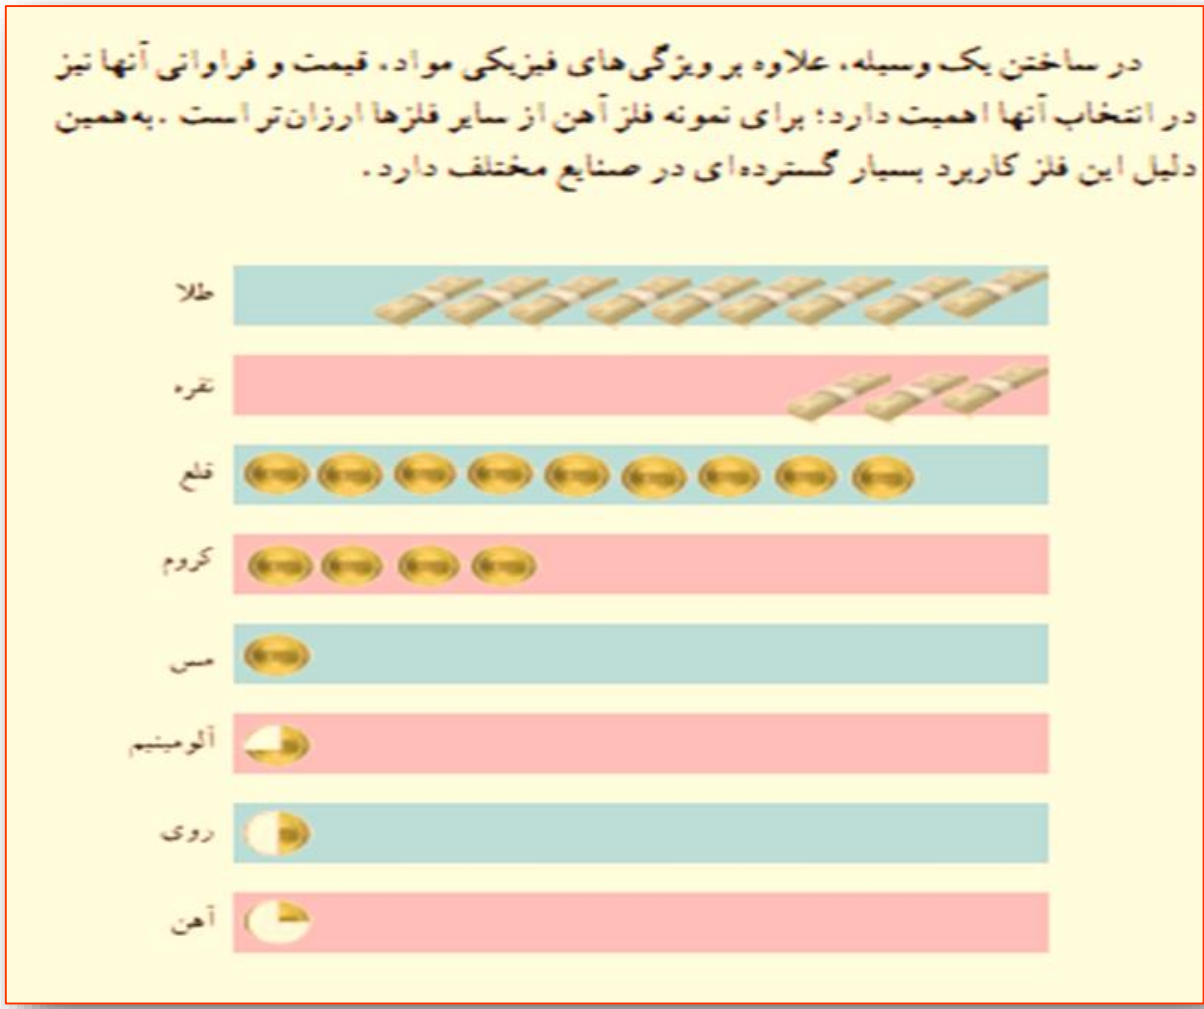 در ساختن یک وسیله، علاوه بر ویژگی‌های فیزیکی مواد، قیمت و فراوانی آنها نیز
در انتخاب آنها اهمیت دارد؛ برای نمونه فلز آهن از سایر فلزها ارزان‌تر است .به‌همین
دلیل این فلز کاربرد بسیار گسترده‌ای در صنایع مختلف دارد.
طلا
نقره
قلع
کروم
مس
آلومینیم
روی
آهن